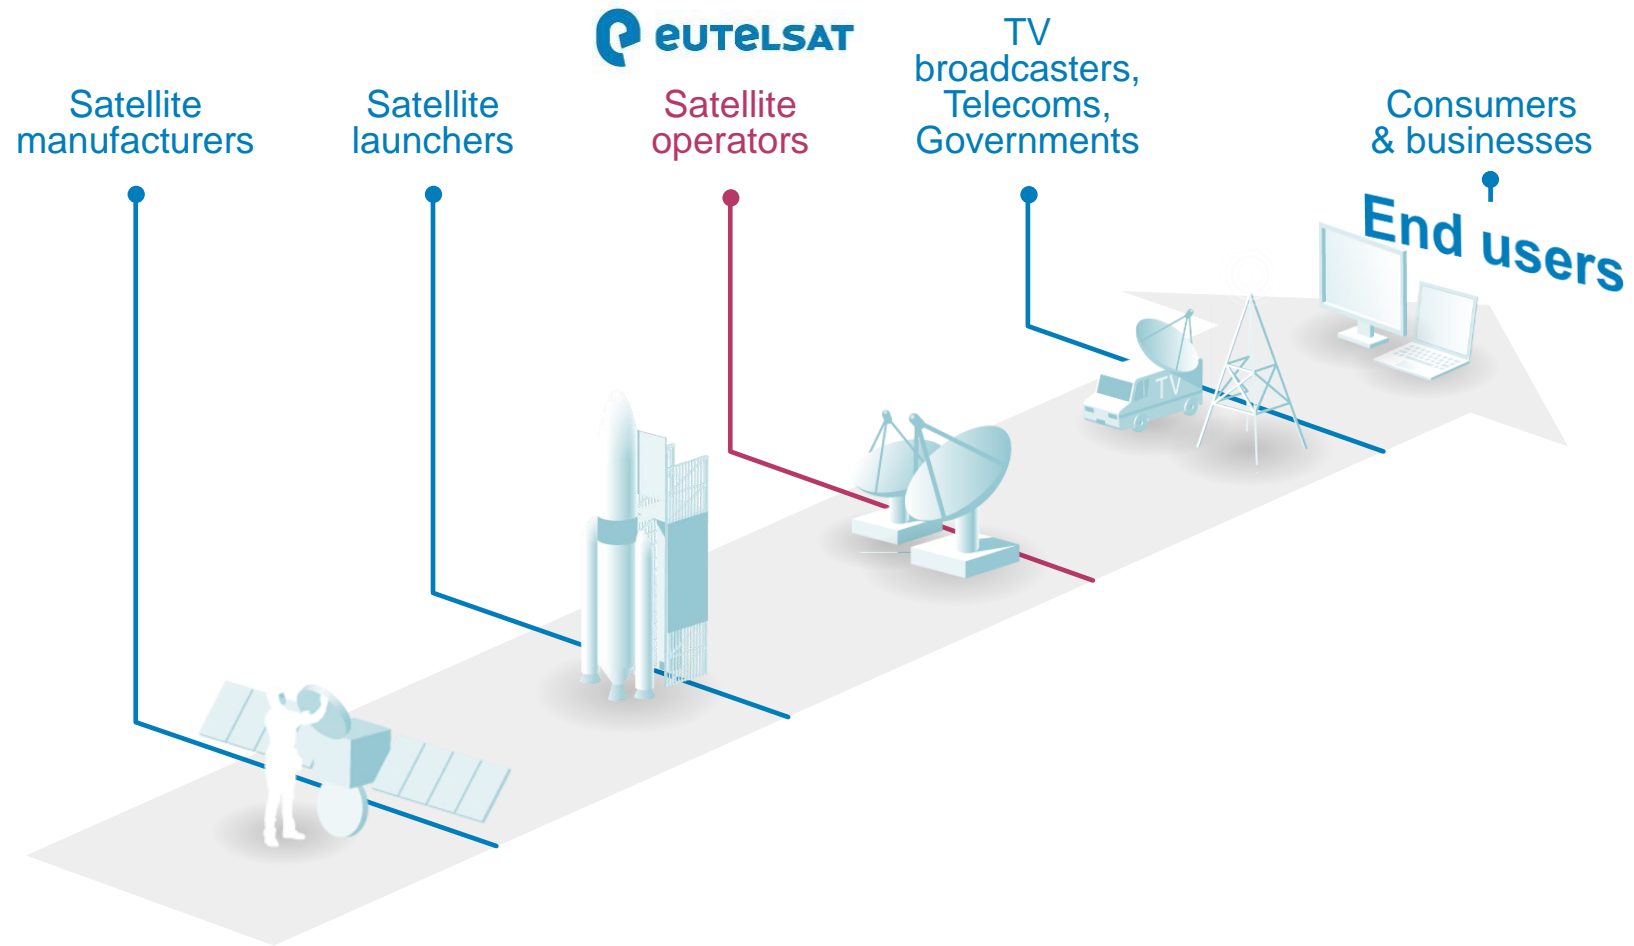 eUTeLSAT
Satellite
manufacturers
Satellite
launchers
Satellite
operators
TV
broadcasters,
Telecoms,
Governments
Consumers
& businesses
End users
TV